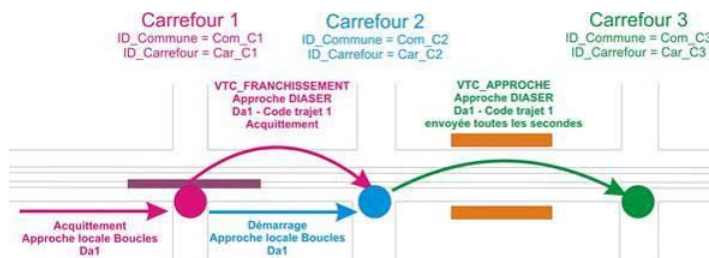 Carrefour 1
ID_Commune = Com_C1
ID_Carrefour = Car_C1
Carrefour 2
ID_Commune = Com_C2
ID_Carrefour = Car_C2
Carrefour 3
ID_Commune = Com_C3
ID_Carrefour = Car_C3
VTC_FRANCHISSEMENT
Approche DIASER
Da1 - Code trajet 1
Acquittement
VTC_APPROCHE
Approche DIASER
Da1 - Code trajet 1
envoyée toutes les secondes
Acquittement
Approche locale Boucles
Da1
Démarrage
Approche locale Boucles
Da1